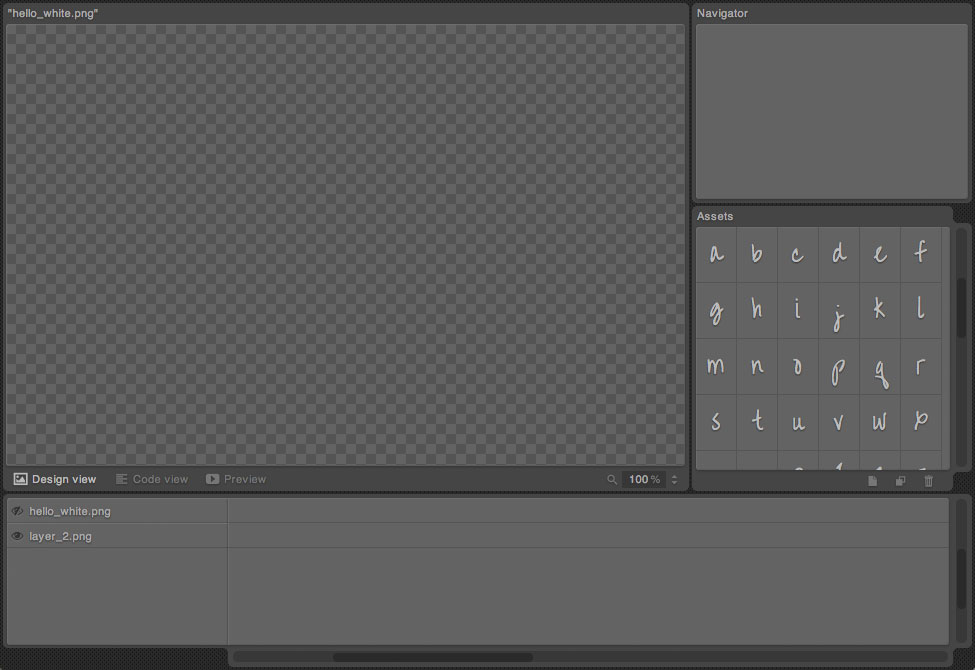 "hello_white.png"
Navigator
Assets
a b c d e f
g h i j k l
m n o p q r
s t u v w
Design view Code view Preview 100 %
hello_white.png
layer_2.png